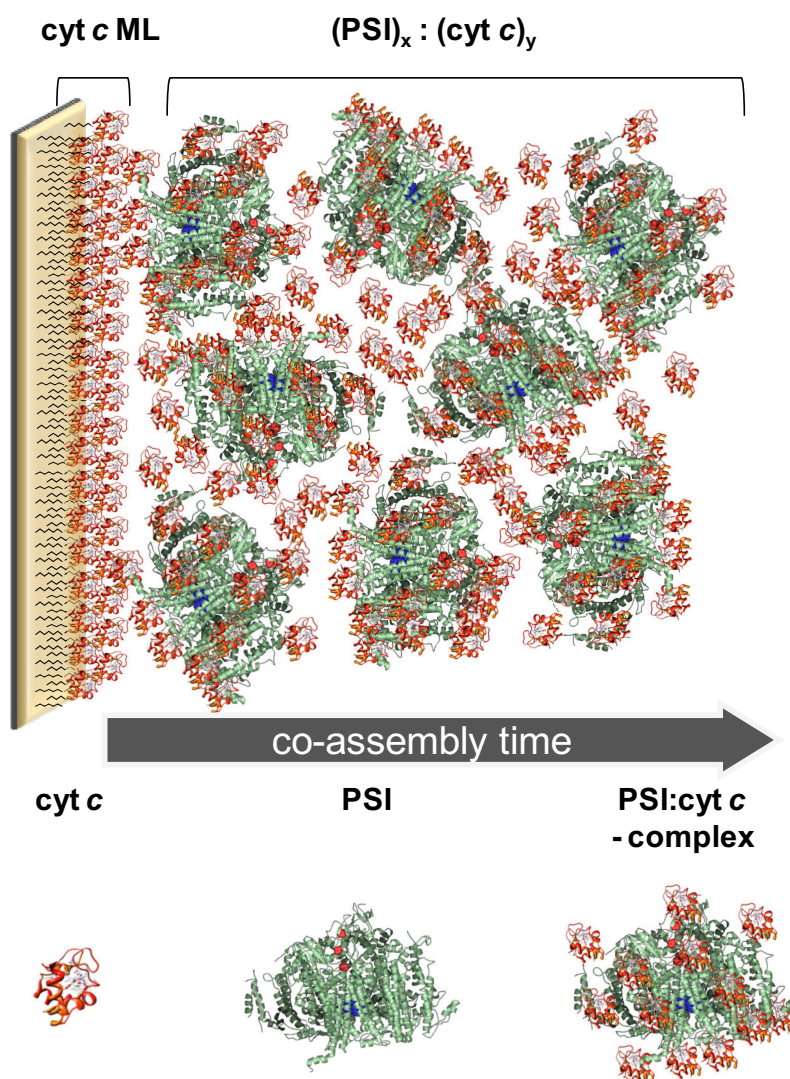 cyt c ML
(PSI)x : (cyt c)y
co-assembly time
cyt c
PSI
PSI:cyt c
- complex